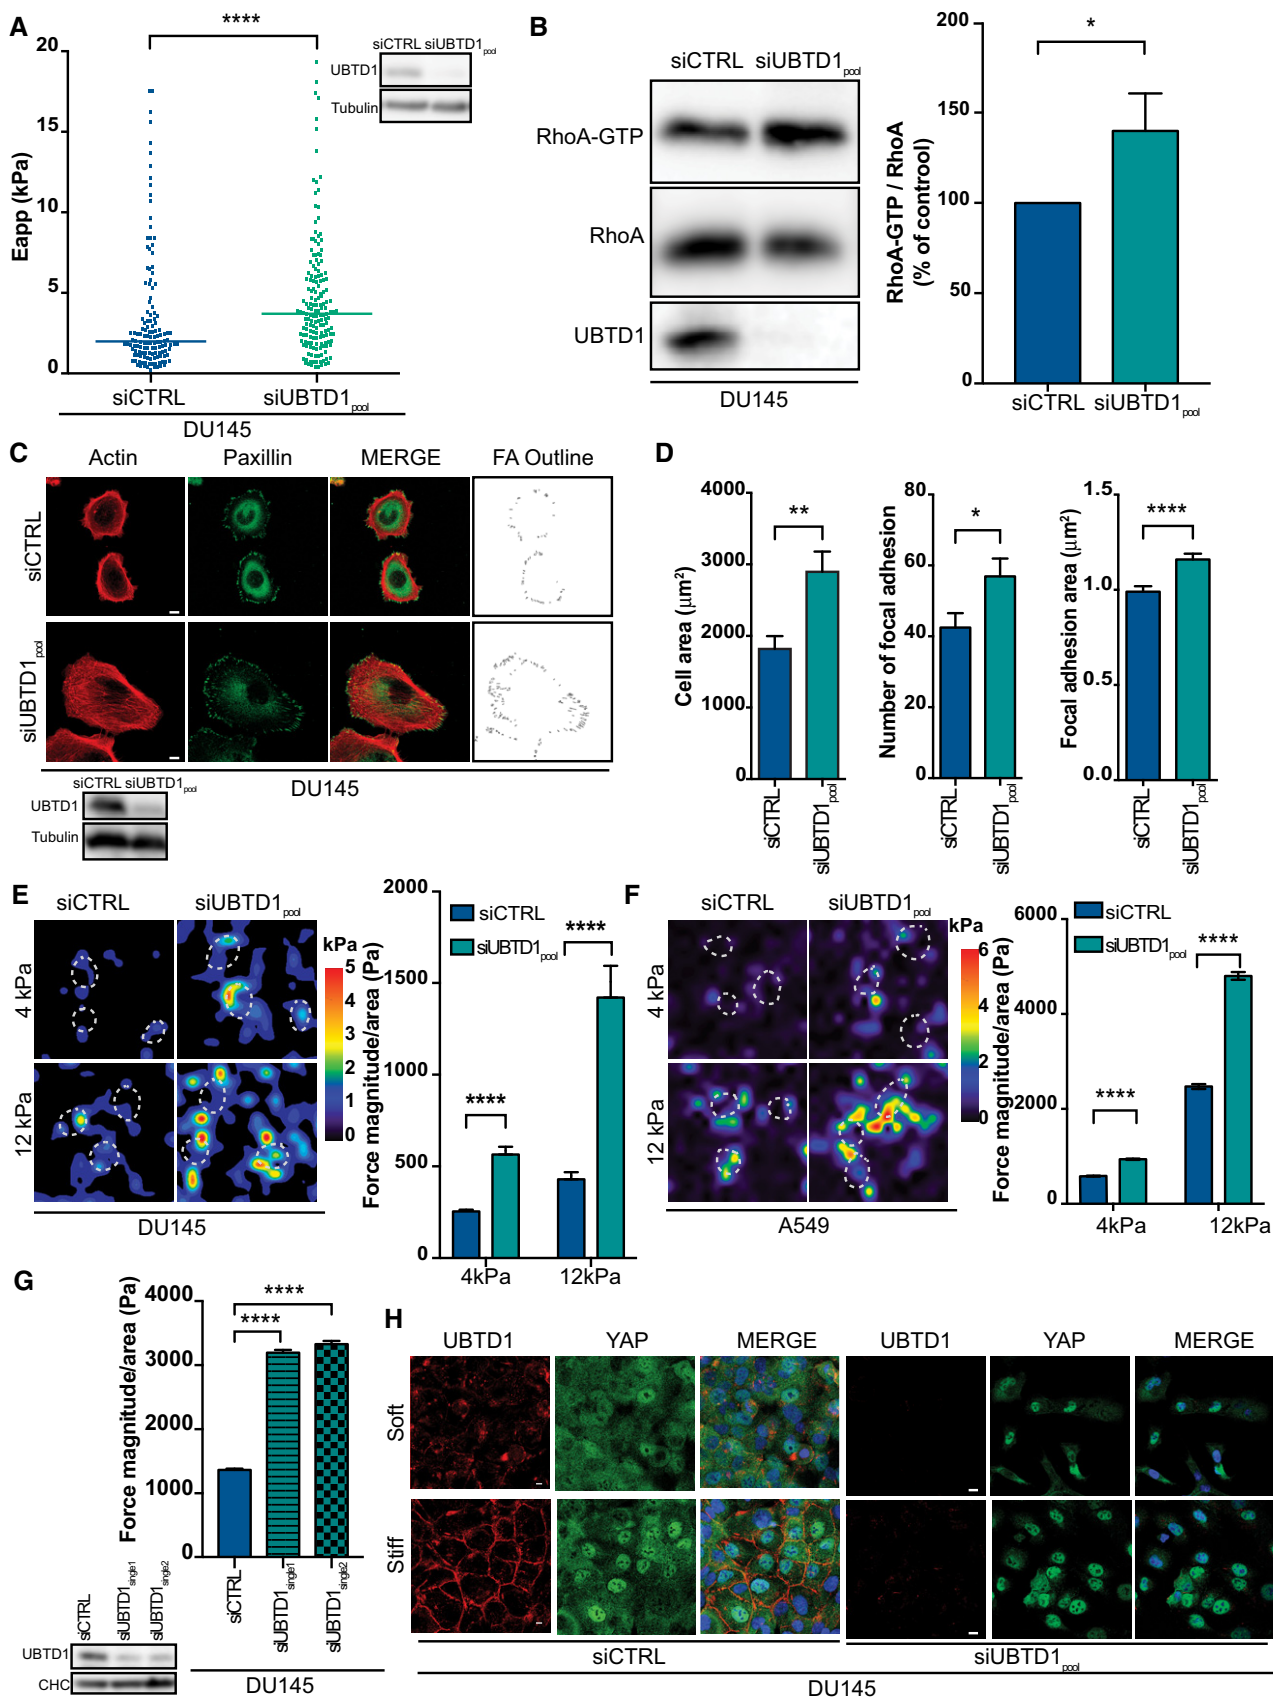 A
****
Eapp (kPa)
20
15
10
5
0
siCTRL
siUBTD1pool
DU145
siCTRL siUBTD1pool
UBTD1
Tubulin
B
siCTRL siUBTD1pool
RhoA-GTP
RhoA
UBTD1
DU145
RhoA-GTP / RhoA
(% of controol)
200
150
100
50
0
*
siCTRL siUBTD1pool
C
Actin
Paxillin
MERGE
FA Outline
siCTRL
siUBTD1pool
DU145
siCTRL siUBTD1pool
UBTD1
Tubulin
D
Cell area (µm²)
4000
3000
2000
1000
0
**
siCTRL
siUBTD1pool
Number of focal adhesion
80
60
40
20
0
*
siCTRL
siUBTD1pool
Focal adhesion area (µm²)
1.5
1.0
0.5
0.0
****
siCTRL
siUBTD1pool
E
siCTRL
siUBTD1pool
4 kPa
12 kPa
DU145
kPa
5
4
3
2
1
0
Force magnitude/area (Pa)
2000
1500
1000
500
0
siCTRL
siUBTD1pool
****
****
4kPa
12kPa
F
siCTRL
siUBTD1pool
4 kPa
12 kPa
A549
kPa
6
4
2
0
Force magnitude/area (Pa)
6000
4000
2000
0
siCTRL
siUBTD1pool
****
****
4kPa
12kPa
G
Force magnitude/area (Pa)
4000
3000
2000
1000
0
****
****
siCTRL
siUBTD1single1
siUBTD1single2
DU145
siCTRL
siUBTD1single1
siUBTD1single2
UBTD1
CHC
H
UBTD1
YAP
MERGE
UBTD1
YAP
MERGE
Soft
Stiff
siCTRL
siUBTD1pool
DU145